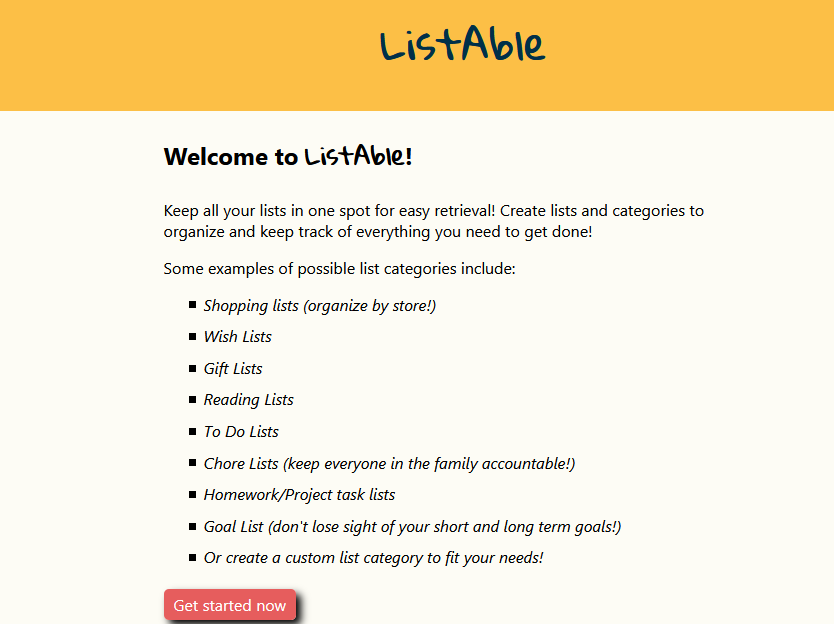 ListAble
Welcome to ListAble!
Keep all your lists in one spot for easy retrieval! Create lists and categories to
organize and keep track of everything you need to get done!
Some examples of possible list categories include:
Shopping lists (organize by store!)
Wish Lists
Gift Lists
Reading Lists
To Do Lists
Chore Lists (keep everyone in the family accountable!)
Homework/Project task lists
Goal List (don't lose sight of your short and long term goals!)
Or create a custom list category to fit your needs!
Get started now